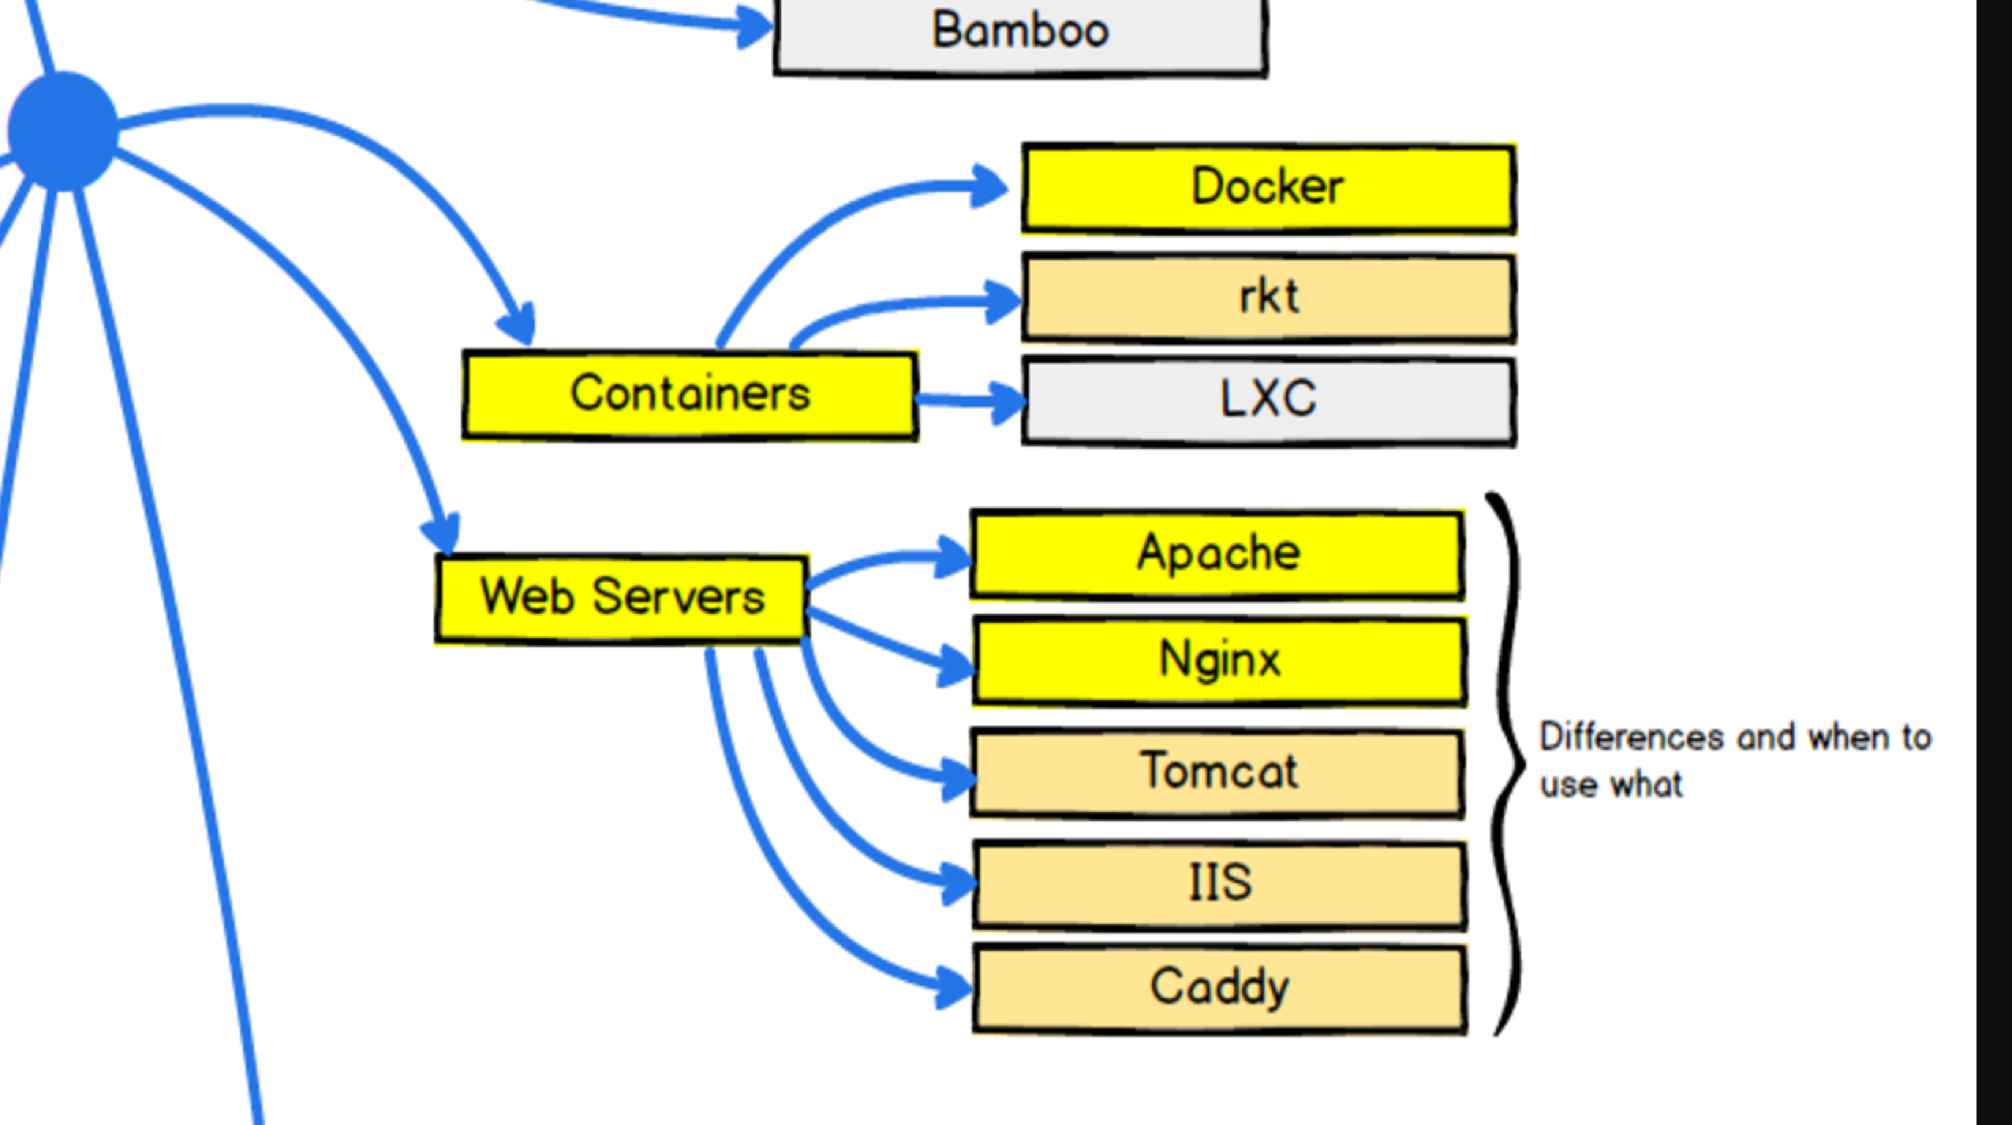 Bamboo
Docker
rkt
Containers
LXC
Apache
Web Servers
Nginx
Differences and when to
use what
Tomcat
IIS
Caddy